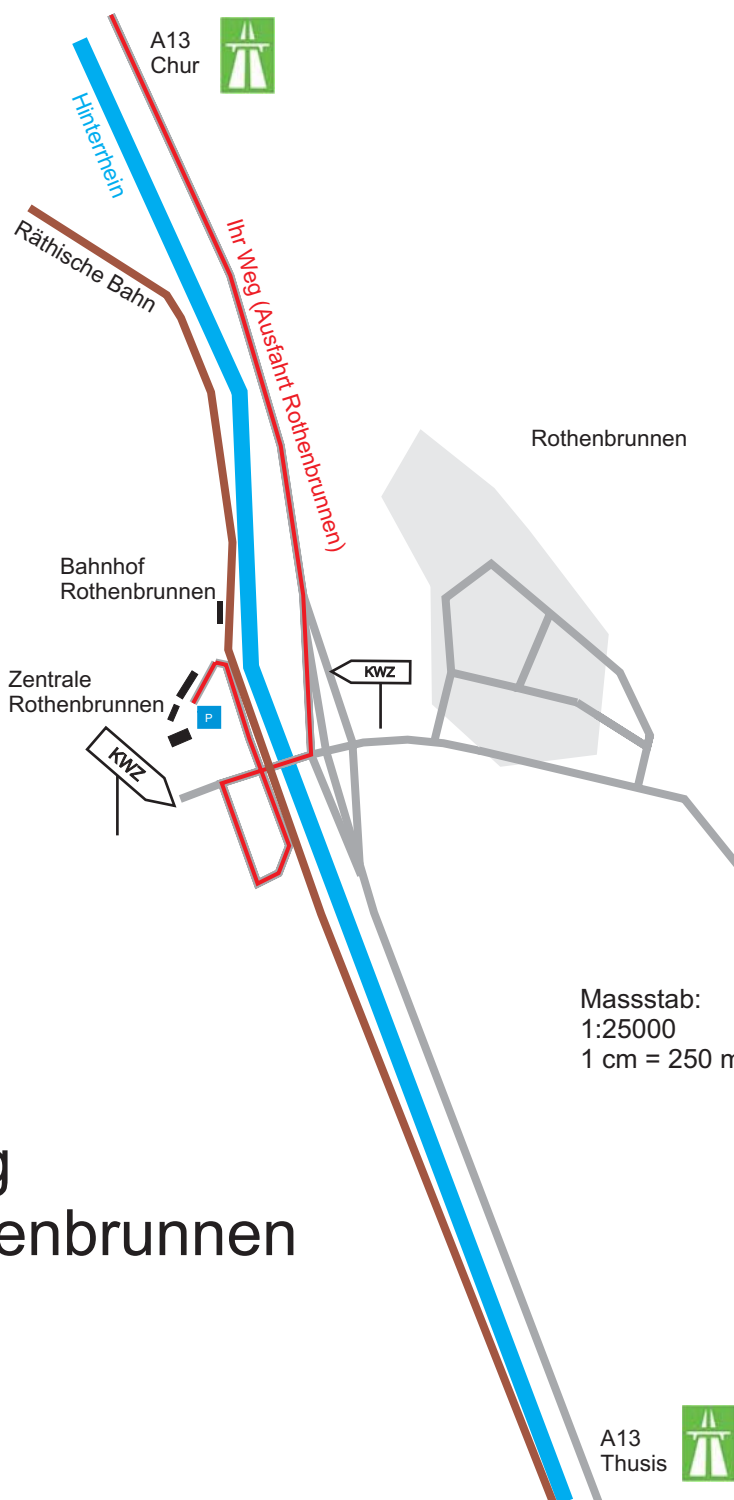 A13
Chur
Hinterrhein
Räthische Bahn
Ihr Weg (Ausfahrt Rothenbrunnen)
Rothenbrunnen
Bahnhof
Rothenbrunnen
KWZ
Zentrale
Rothenbrunnen
P
KWZ
Massstab:
1:25000
1 cm = 250 m
g
enbrunnen
A13
Thusis